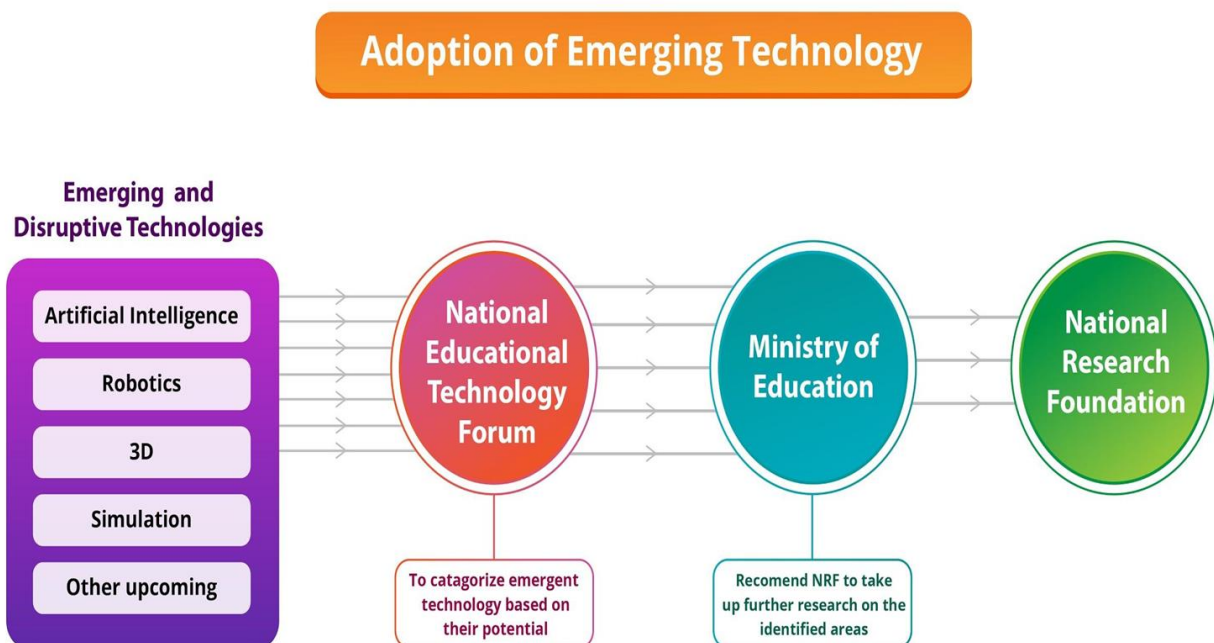 Adoption of Emerging Technology
Emerging and
Disruptive Technologies
Artificial Intelligence
Robotics
3D
Simulation
Other upcoming
National
Educational
Technology
Forum
To catagorize emergent
technology based on
their potential
Ministry of
Education
Recomend NRF to take
up further research on the
identified areas
National
Research
Foundation